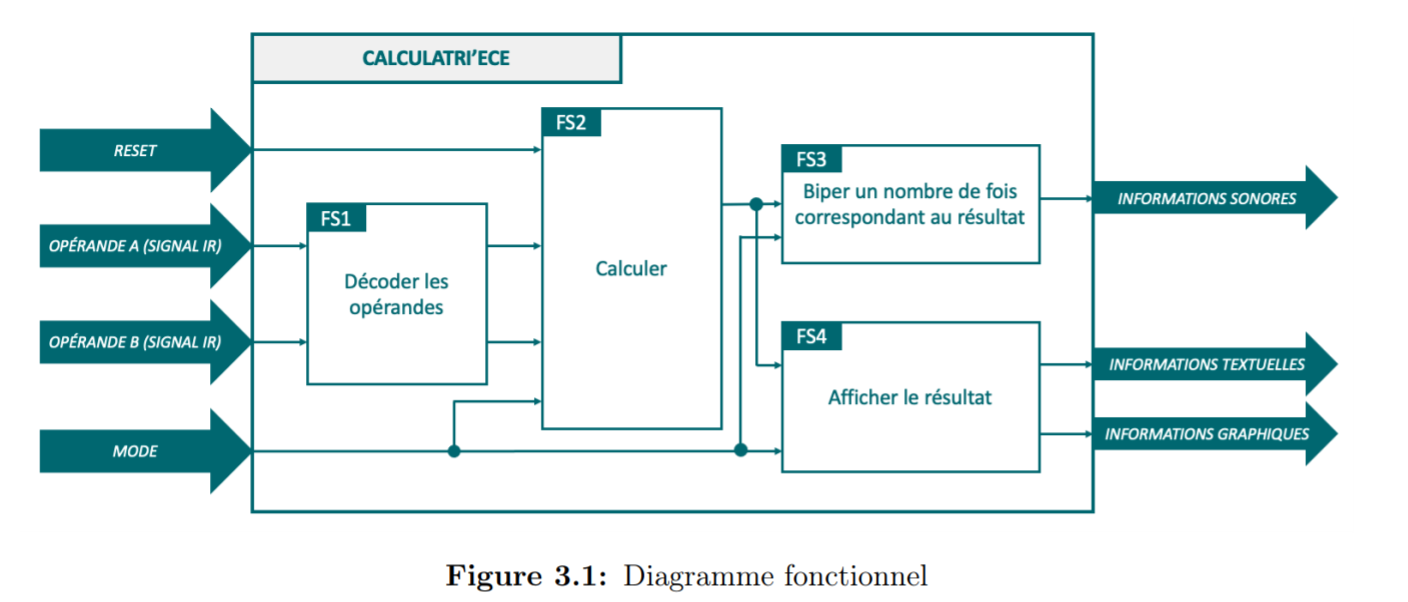 CALCULATRI’ECE
RESET
OPÉRANDE A (SIGNAL IR)
OPÉRANDE B (SIGNAL IR)
MODE
FS1
Décoder les
opérandes
FS2
Calculer
FS3
Biper un nombre de fois
correspondant au résultat
FS4
Afficher le résultat
INFORMATIONS SONORES
INFORMATIONS TEXTUELLES
INFORMATIONS GRAPHIQUES
Figure 3.1: Diagramme fonctionnel